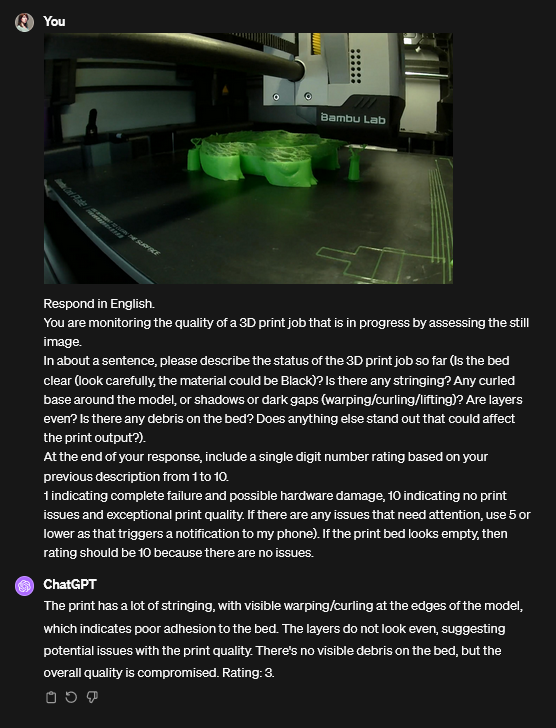 You
Bambu Lab
Respond in English.
You are monitoring the quality of a 3D print job that is in progress by assessing the still
image.
In about a sentence, please describe the status of the 3D print job so far (Is the bed
clear (look carefully, the material could be Black)? Is there any stringing? Any curled
base around the model, or shadows or dark gaps (warping/curling/lifting)? Are layers
even? Is there any debris on the bed? Does anything else stand out that could affect
the print output?).
At the end of your response, include a single digit number rating based on your
previous description from 1 to 10.
1 indicating complete failure and possible hardware damage, 10 indicating no print
issues and exceptional print quality. If there are any issues that need attention, use 5 or
lower as that triggers a notification to my phone). If the print bed looks empty, then
rating should be 10 because there are no issues.
ChatGPT
The print has a lot of stringing, with visible warping/curling at the edges of the model,
which indicates poor adhesion to the bed. The layers do not look even, suggesting
potential issues with the print quality. There's no visible debris on the bed, but the
overall quality is compromised. Rating: 3.